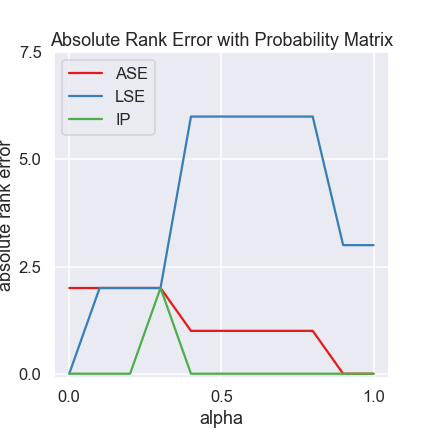 Absolute Rank Error with Probability Matrix
7.5
5.0
2.5
0.0
absolute rank error
ASE
LSE
IP
0.0
0.5
1.0
alpha